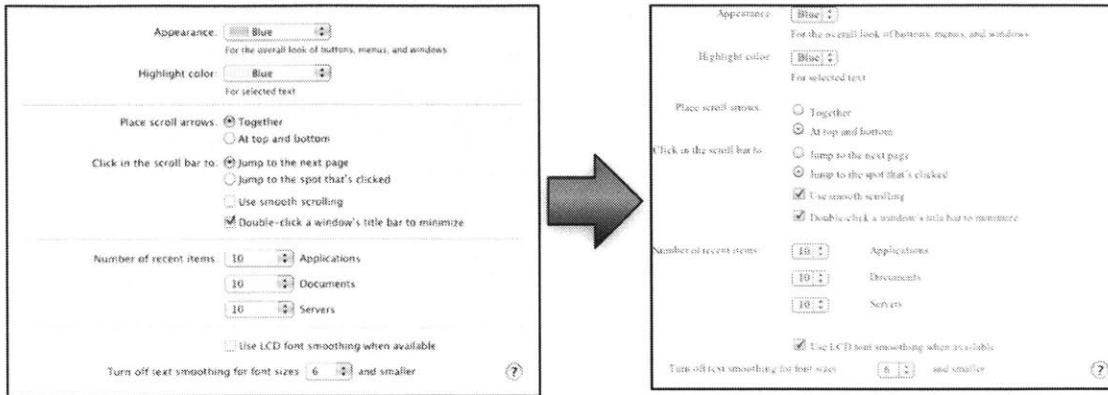 Appearance: Blue
For the overall look of buttons, menus, and windows
Highlight color: Blue
For selected text
Place scroll arrows: Together
At top and bottom
Click in the scroll bar to: Jump to the next page
Jump to the spot that's clicked
Use smooth scrolling
Double-click a window's title bar to minimize
Number of recent items: 10 Applications
10 Documents
10 Servers
Use LCD font smoothing when available
Turn off text smoothing for font sizes 6 and smaller ?
Appearance Blue
For the overall look of buttons, menus, and windows
Highlight color Blue
For selected text
Place scroll arrows. Together
At top and bottom
Click in the scroll bar to Jump to the next page
Jump to the spot that's clicked
Use smooth scrolling
Double-click a window's title bar to minimize
Number of recent items 10 Applications
10 Documents
10 Servers
Use LCD font smoothing when available
Turn off text smoothing for font sizes 6 and smaller ?